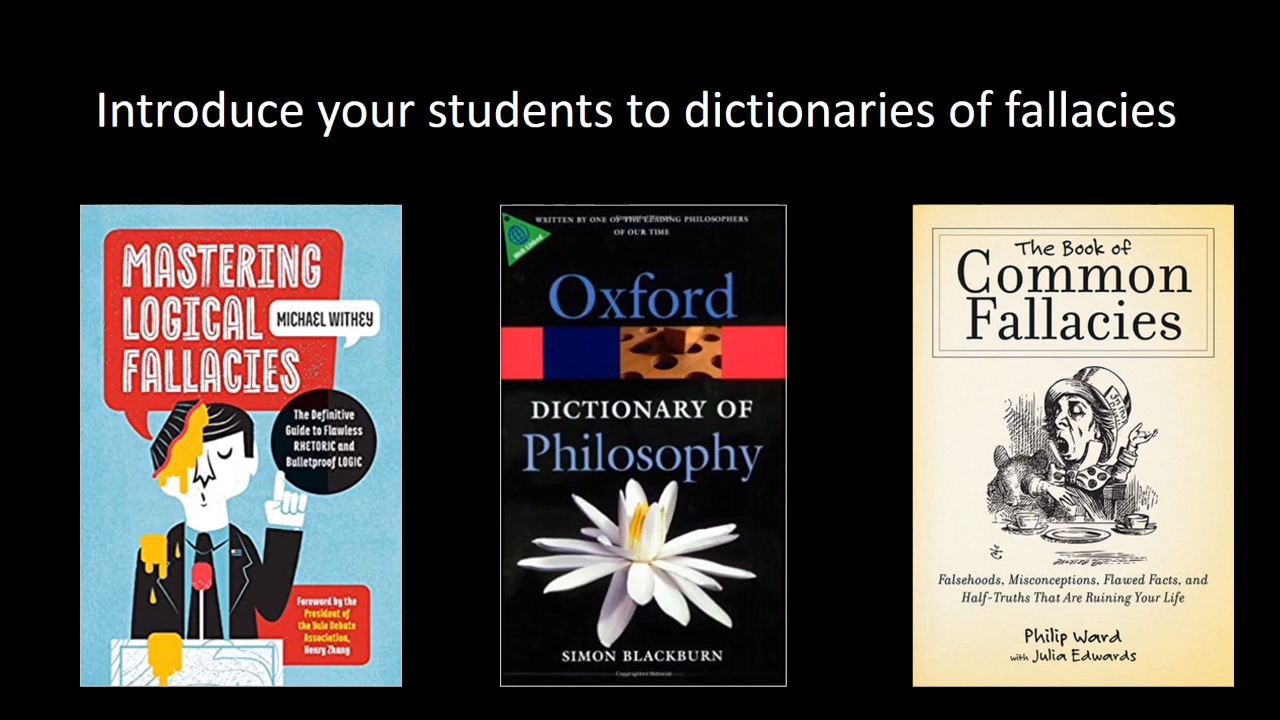 Introduce your students to dictionaries of fallacies
MASTERING
LOGICAL
FALLACIES
MICHAEL WITHEY
The Definitive
Guide to Flawless
RHETORIC and
Bulletproof LOGIC
Foreword by the
President of
the Yale Debate
Association,
Henry Zhang
WRITTEN BY ONE OF THE LEADING PHILOSOPHERS
OF OUR TIME
Oxford
DICTIONARY OF
Philosophy
SIMON BLACKBURN
Copyrighted Material
The Book of
Common
Fallacies
Falsehoods, Misconceptions, Flawed Facts, and
Half-Truths That Are Ruining Your Life
Philip Ward
with Julia Edwards